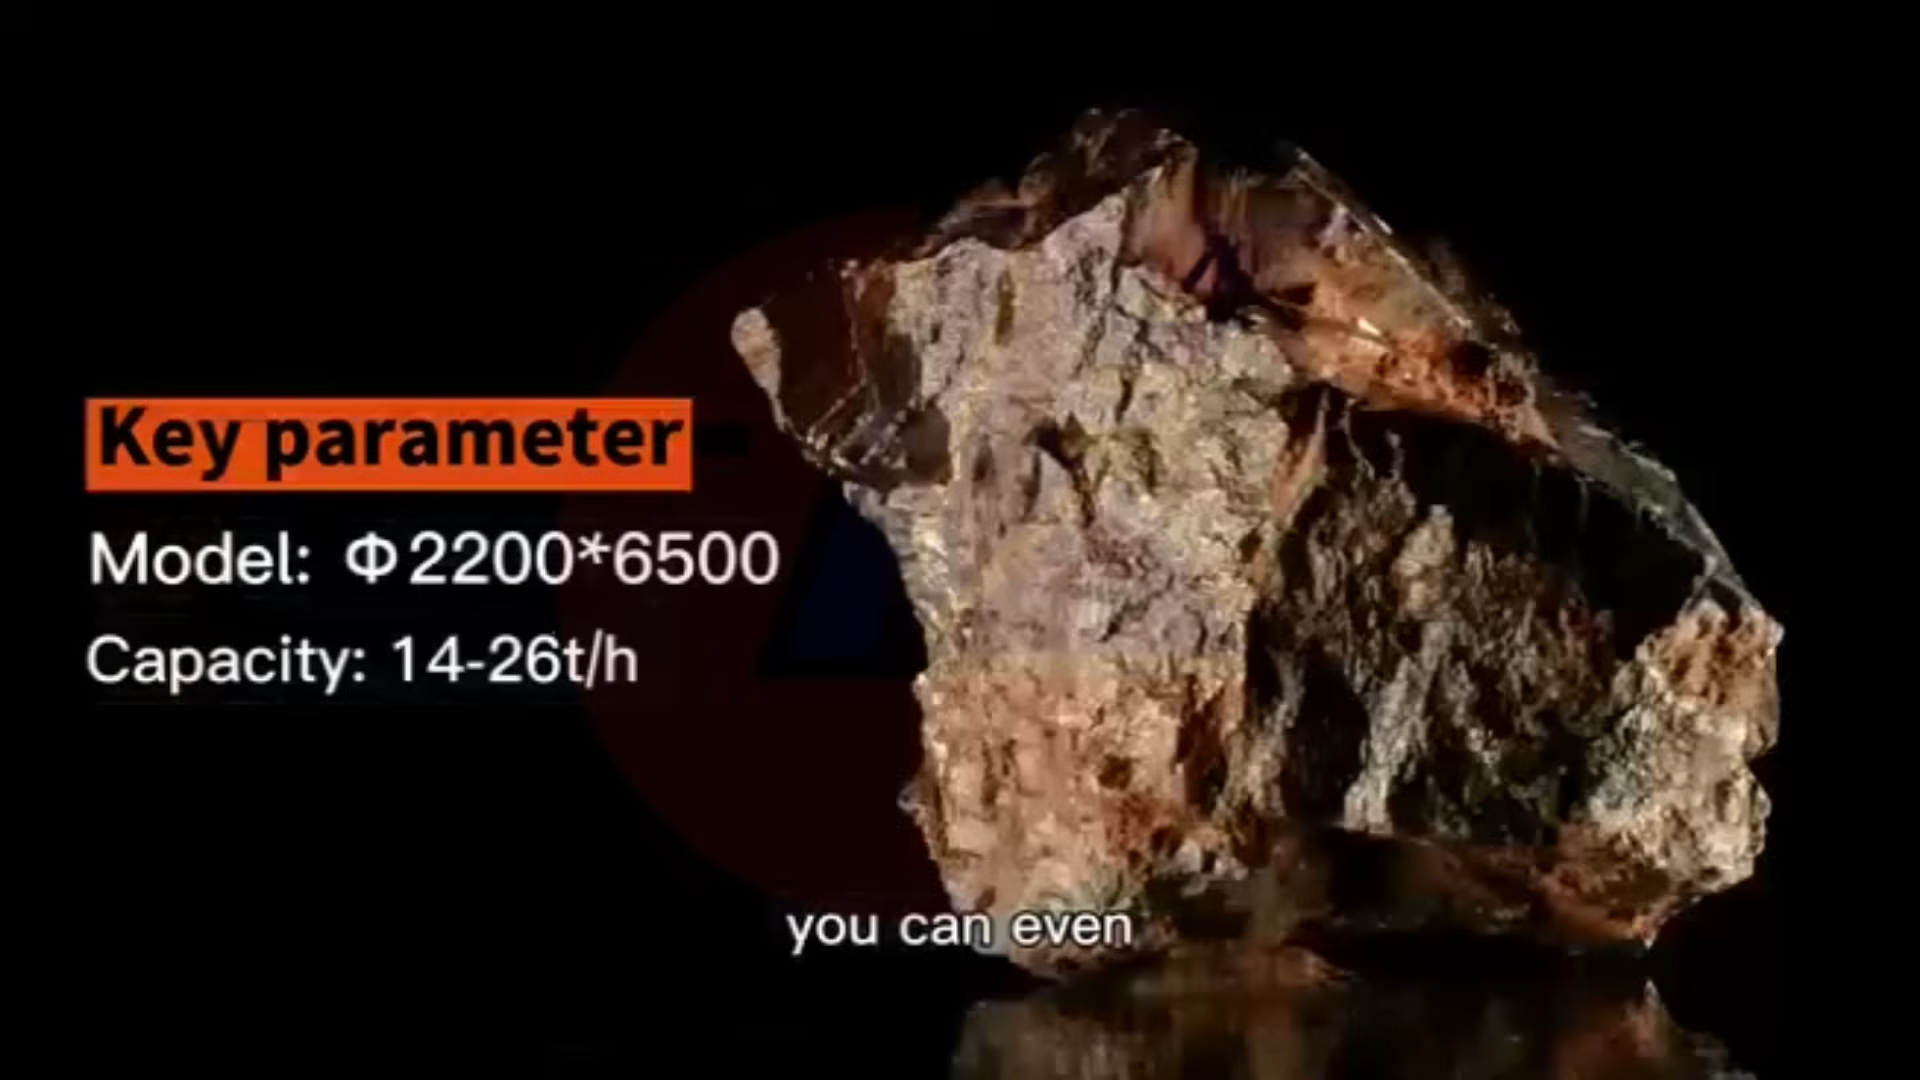 Key parameter
Model: Φ2200*6500
Capacity: 14-26t/h
you can even